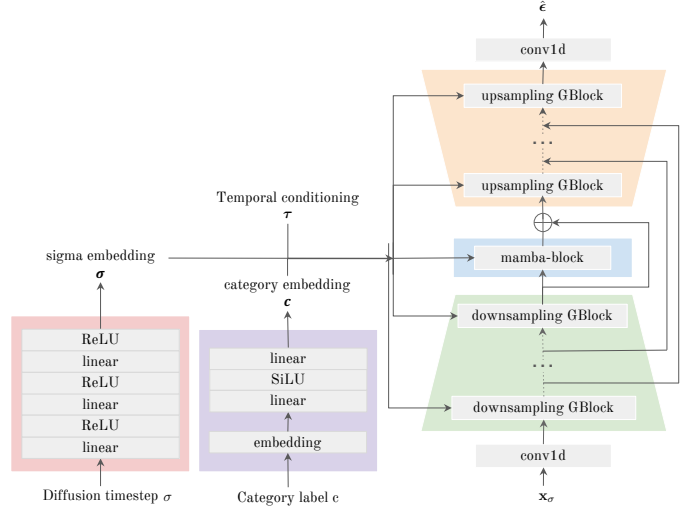 ε̂
conv1d
upsampling GBlock
...
upsampling GBlock
Temporal conditioning
τ
sigma embedding
σ
mamba-block
category embedding
c
downsampling GBlock
...
downsampling GBlock
conv1d
x_σ
ReLU
linear
ReLU
linear
ReLU
linear
Diffusion timestep σ
linear
SiLU
linear
embedding
Category label c